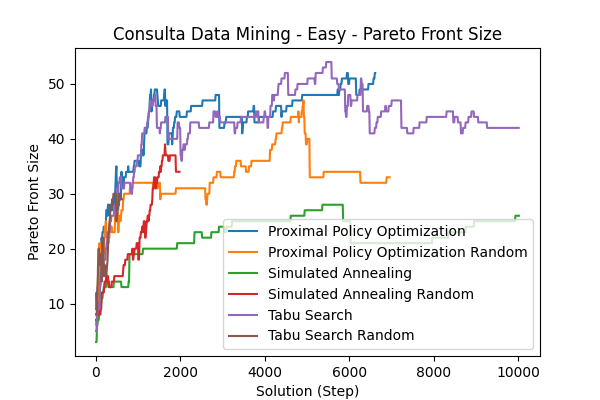 Consulta Data Mining - Easy - Pareto Front Size
Pareto Front Size
50
40
30
20
10
Proximal Policy Optimization
Proximal Policy Optimization Random
Simulated Annealing
Simulated Annealing Random
Tabu Search
Tabu Search Random
0 2000 4000 6000 8000 10000
Solution (Step)